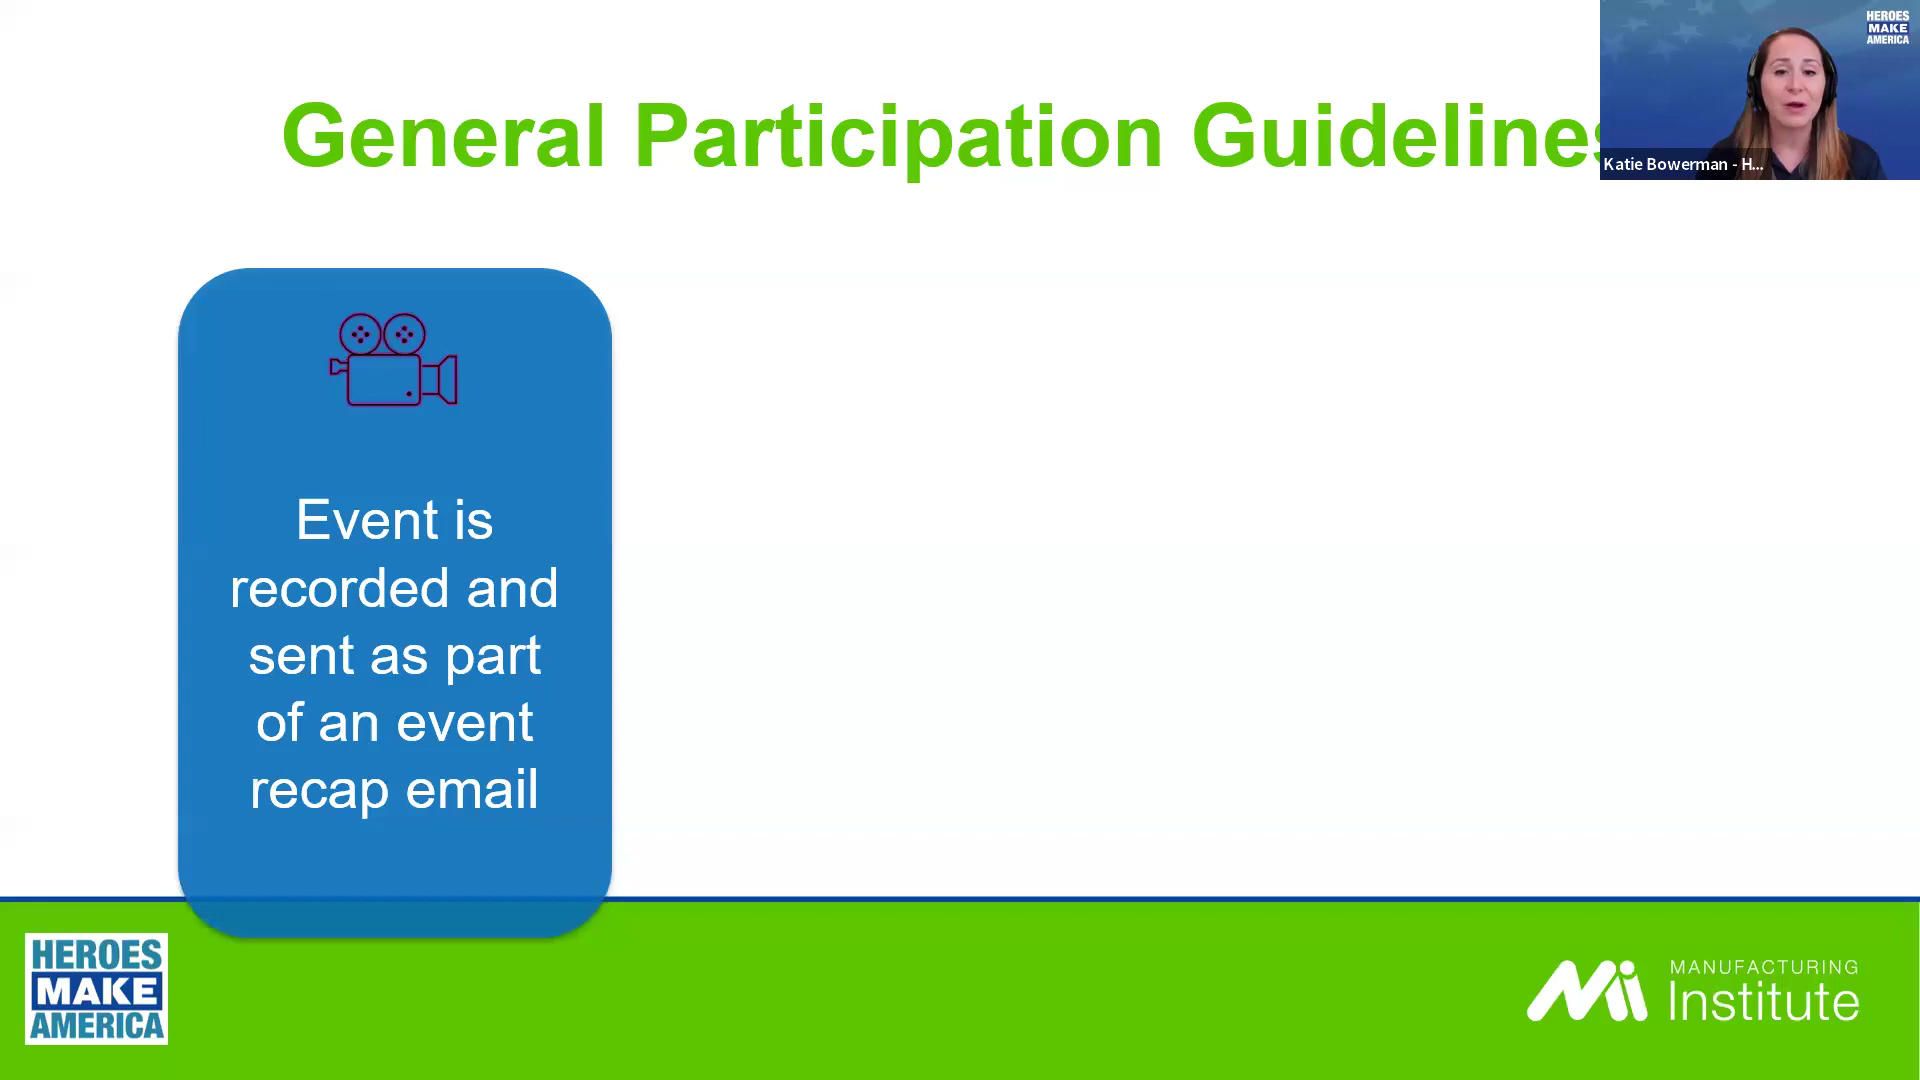 General Participation Guidelines
HEROES
MAKE
AMERICA
Katie Bowerman - H...
Event is
recorded and
sent as part
of an event
recap email
HEROES
MAKE
AMERICA
MANUFACTURING
Institute